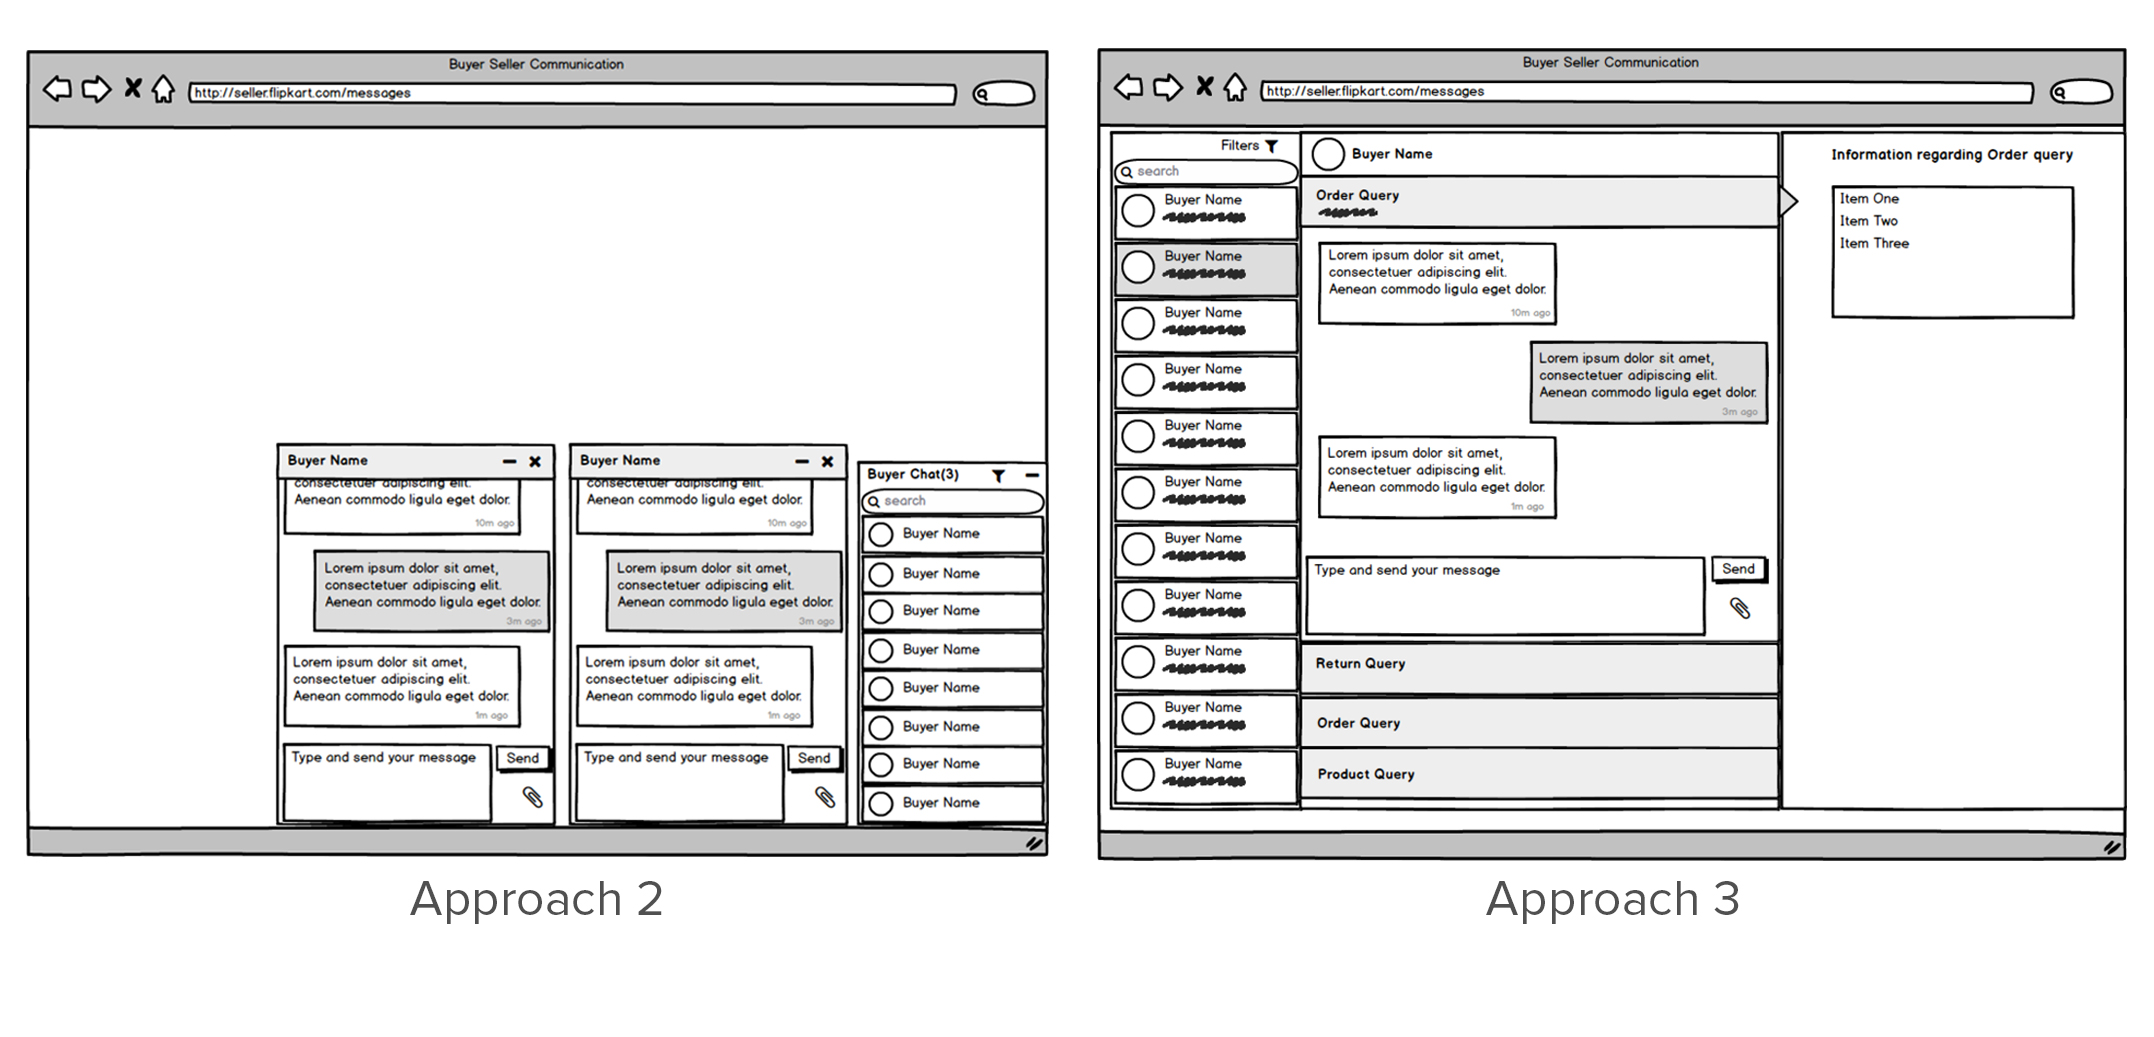 Buyer Seller Communication
http://seller.flipkart.com/messages
Buyer Name
consectetuer adipiscing elit.
Aenean commodo ligula eget dolor.
10m ago
Lorem ipsum dolor sit amet,
consectetuer adipiscing elit.
Aenean commodo ligula eget dolor.
3m ago
Lorem ipsum dolor sit amet,
consectetuer adipiscing elit.
Aenean commodo ligula eget dolor.
1m ago
Type and send your message
Send
Buyer Name
consectetuer adipiscing elit.
Aenean commodo ligula eget dolor.
10m ago
Lorem ipsum dolor sit amet,
consectetuer adipiscing elit.
Aenean commodo ligula eget dolor.
3m ago
Lorem ipsum dolor sit amet,
consectetuer adipiscing elit.
Aenean commodo ligula eget dolor.
1m ago
Type and send your message
Send
Buyer Chat(3)
search
Buyer Name
Buyer Name
Buyer Name
Buyer Name
Buyer Name
Buyer Name
Buyer Name
Buyer Name
Approach 2
Buyer Seller Communication
http://seller.flipkart.com/messages
Filters
search
Buyer Name
Buyer Name
Buyer Name
Buyer Name
Buyer Name
Buyer Name
Buyer Name
Buyer Name
Buyer Name
Buyer Name
Buyer Name
Buyer Name
Order Query
Lorem ipsum dolor sit amet,
consectetuer adipiscing elit.
Aenean commodo ligula eget dolor.
10m ago
Lorem ipsum dolor sit amet,
consectetuer adipiscing elit.
Aenean commodo ligula eget dolor.
3m ago
Lorem ipsum dolor sit amet,
consectetuer adipiscing elit.
Aenean commodo ligula eget dolor.
1m ago
Type and send your message
Send
Return Query
Order Query
Product Query
Information regarding Order query
Item One
Item Two
Item Three
Approach 3